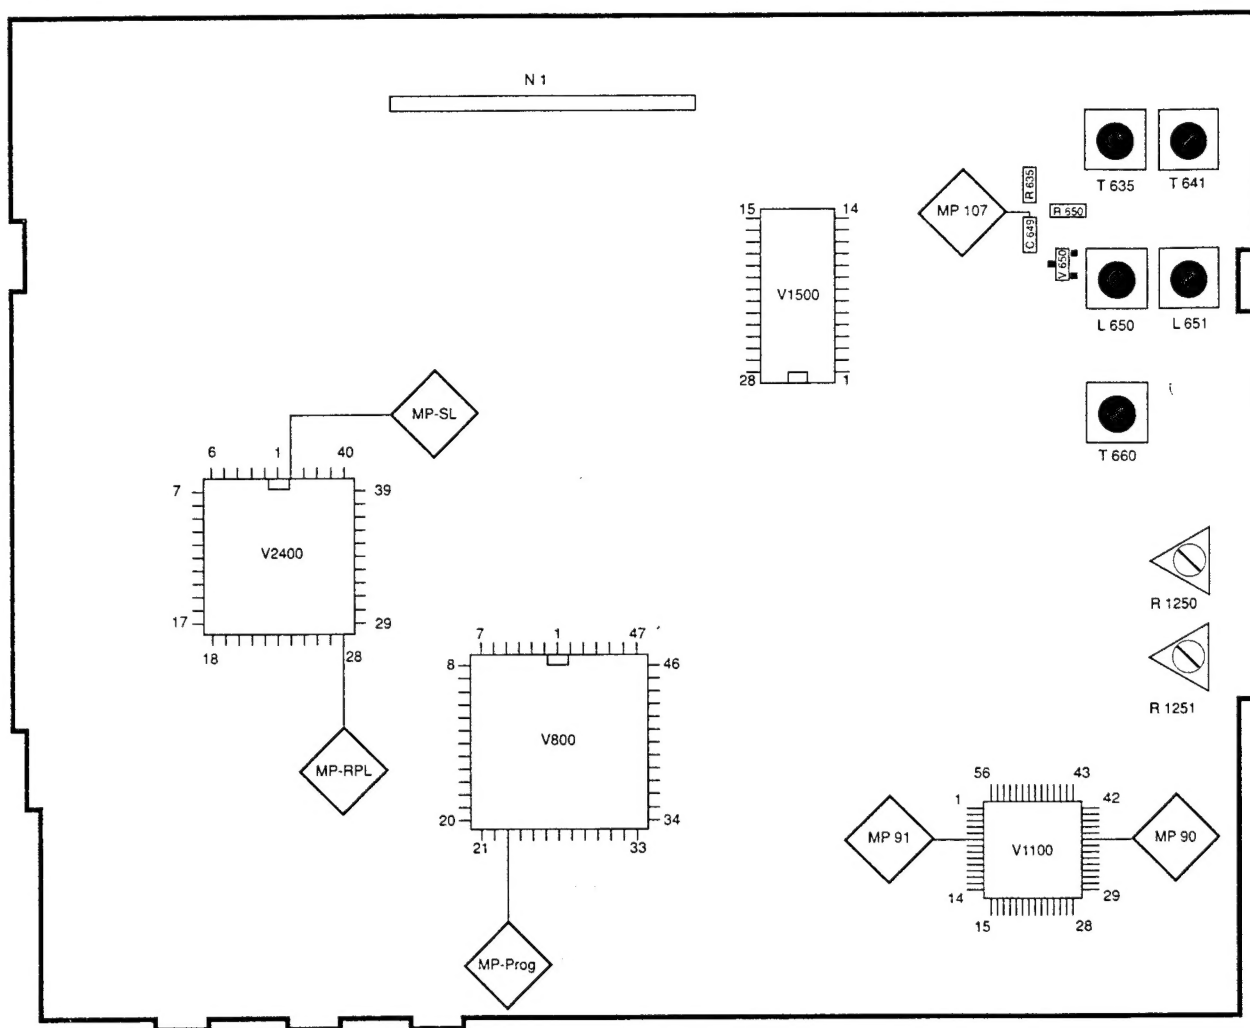 N 1
T 635
T 641
R 635
MP 107
R 650
C 649
15
14
V 650
V1500
L 650
L 651
28
1
MP-SL
T 660
6
1
40
7
39
V2400
R 1250
17
29
18
28
7
1
47
8
46
R 1251
V800
MP-RPL
56
43
1
42
20
34
21
33
MP 91
V1100
MP 90
14
29
15
28
MP-Prog